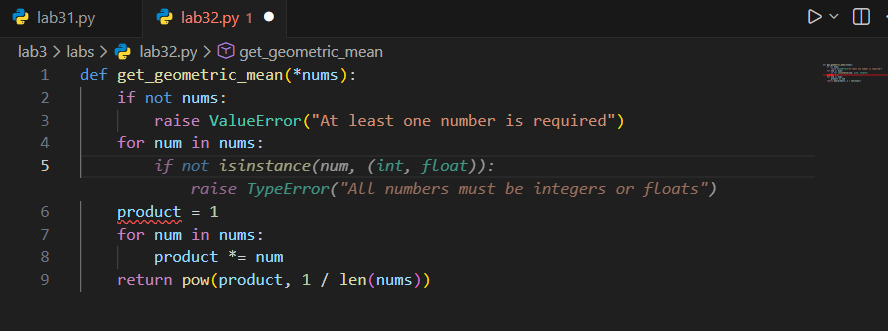 lab31.py
lab32.py 1
lab3 > labs > lab32.py > get_geometric_mean
1 def get_geometric_mean(*nums):
2 if not nums:
3 raise ValueError("At least one number is required")
4 for num in nums:
5 if not isinstance(num, (int, float)):
raise TypeError("All numbers must be integers or floats")
6 product = 1
7 for num in nums:
8 product *= num
9 return pow(product, 1 / len(nums))